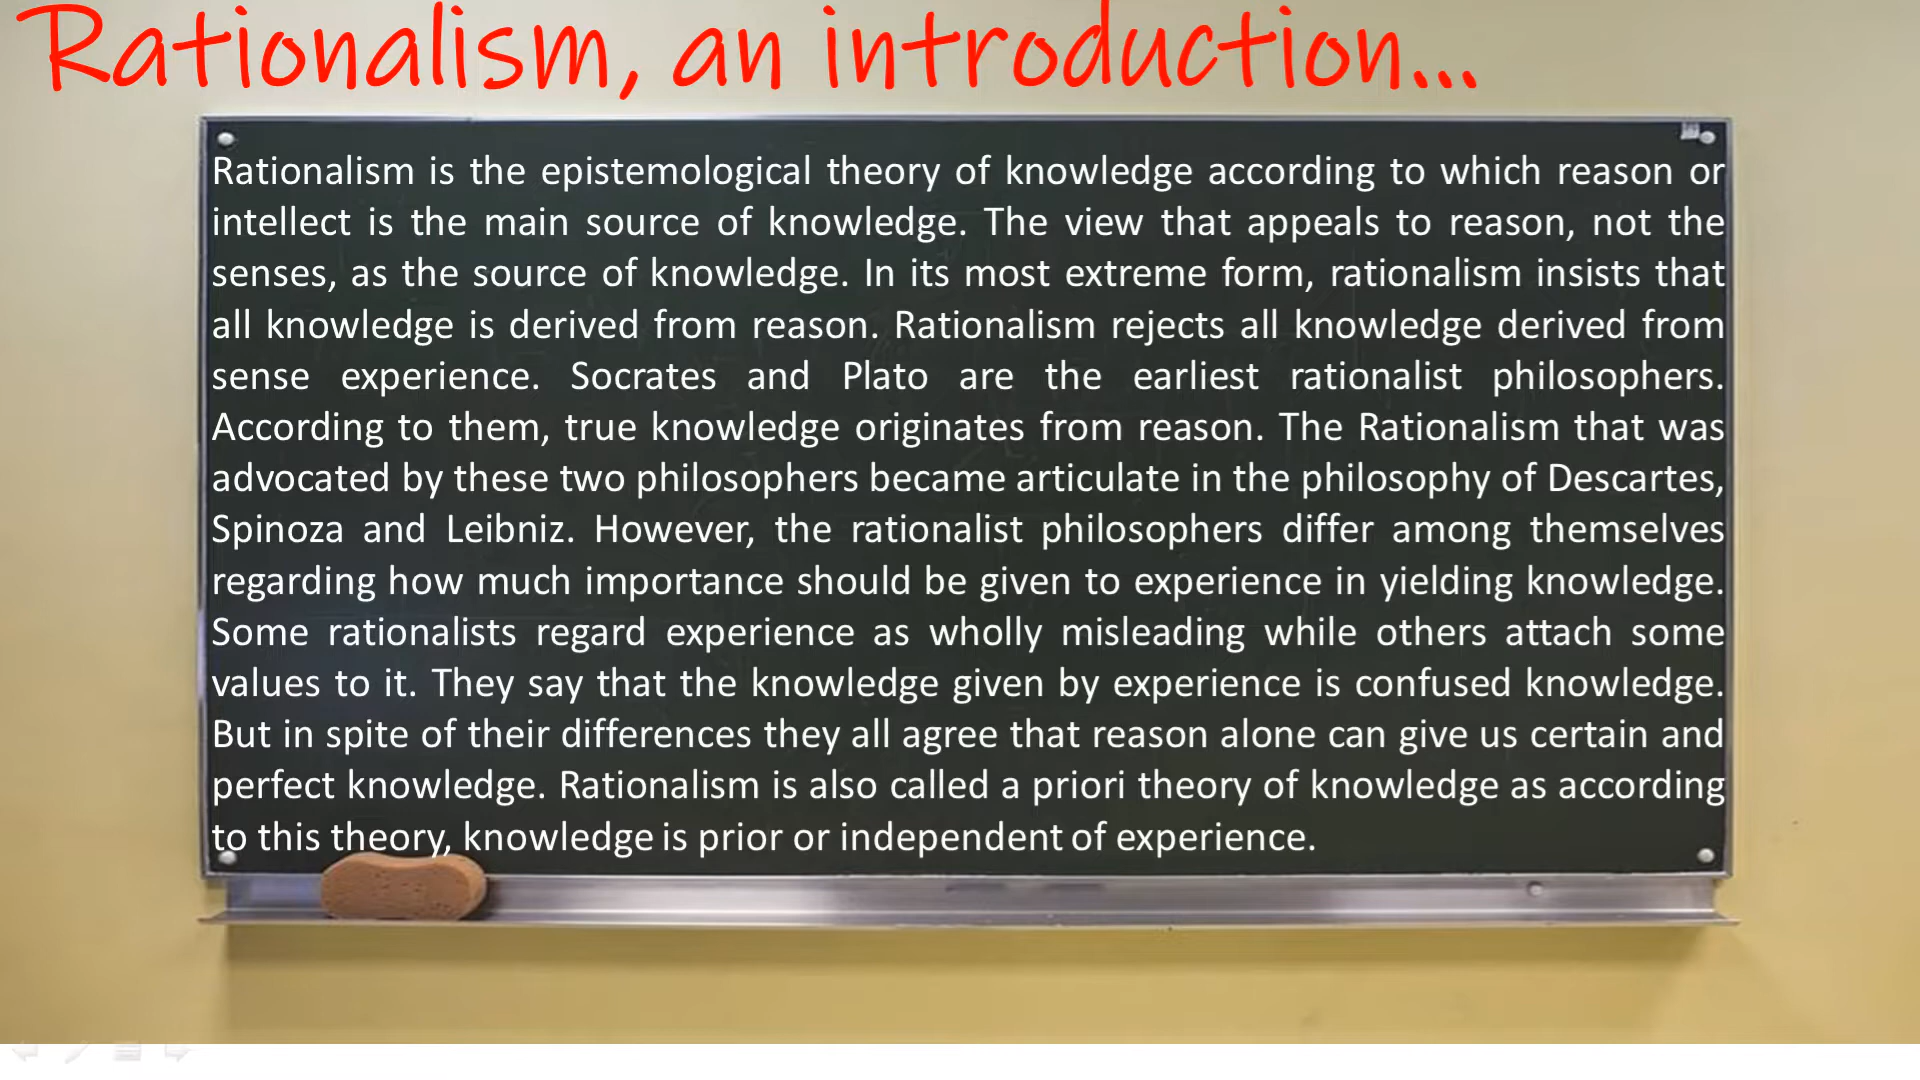 Rationalism, an introduction...
Rationalism is the epistemological theory of knowledge according to which reason or
intellect is the main source of knowledge. The view that appeals to reason, not the
senses, as the source of knowledge. In its most extreme form, rationalism insists that
all knowledge is derived from reason. Rationalism rejects all knowledge derived from
sense experience. Socrates and Plato are the earliest rationalist philosophers.
According to them, true knowledge originates from reason. The Rationalism that was
advocated by these two philosophers became articulate in the philosophy of Descartes,
Spinoza and Leibniz. However, the rationalist philosophers differ among themselves
regarding how much importance should be given to experience in yielding knowledge.
Some rationalists regard experience as wholly misleading while others attach some
values to it. They say that the knowledge given by experience is confused knowledge.
But in spite of their differences they all agree that reason alone can give us certain and
perfect knowledge. Rationalism is also called a priori theory of knowledge as according
to this theory, knowledge is prior or independent of experience.